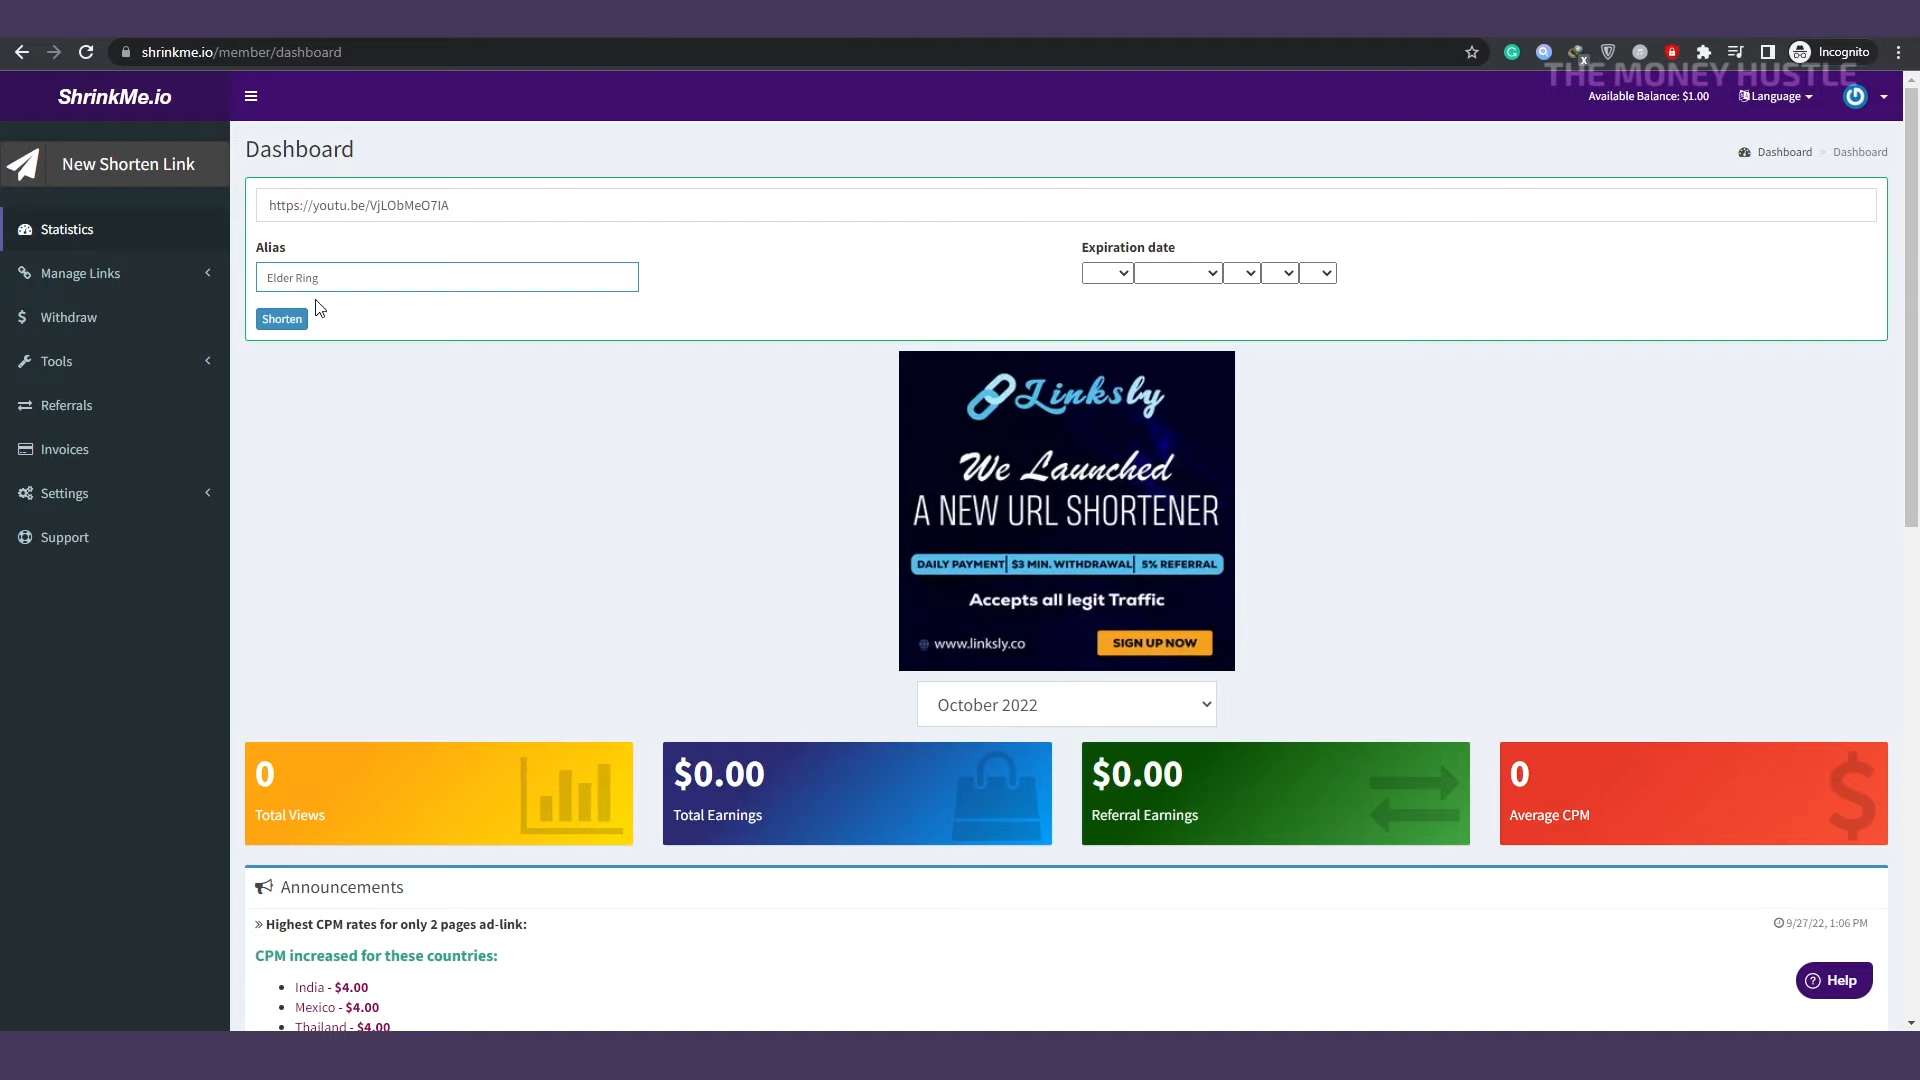 shrinkme.io/member/dashboard
Incognito
THE MONEY HUSTLE
ShrinkMe.io
Available Balance: $1.00
Language
New Shorten Link
Dashboard
Dashboard > Dashboard
https://youtu.be/VjLObMeO7IA
Statistics
Alias
Expiration date
Manage Links
Elder Ring
Withdraw
Shorten
Tools
Linksly
Referrals
Invoices
We Launched
Settings
A NEW URL SHORTENER
Support
DAILY PAYMENT| $3 MIN. WITHDRAWAL| 5% REFERRAL
Accepts all legit Traffic
www.linksly.co
SIGN UP NOW
October 2022
0
Total Views
$0.00
Total Earnings
$0.00
Referral Earnings
0
Average CPM
Announcements
» Highest CPM rates for only 2 pages ad-link:
9/27/22, 1:06 PM
CPM increased for these countries:
India - $4.00
Mexico - $4.00
Thailand - $4.00
Help